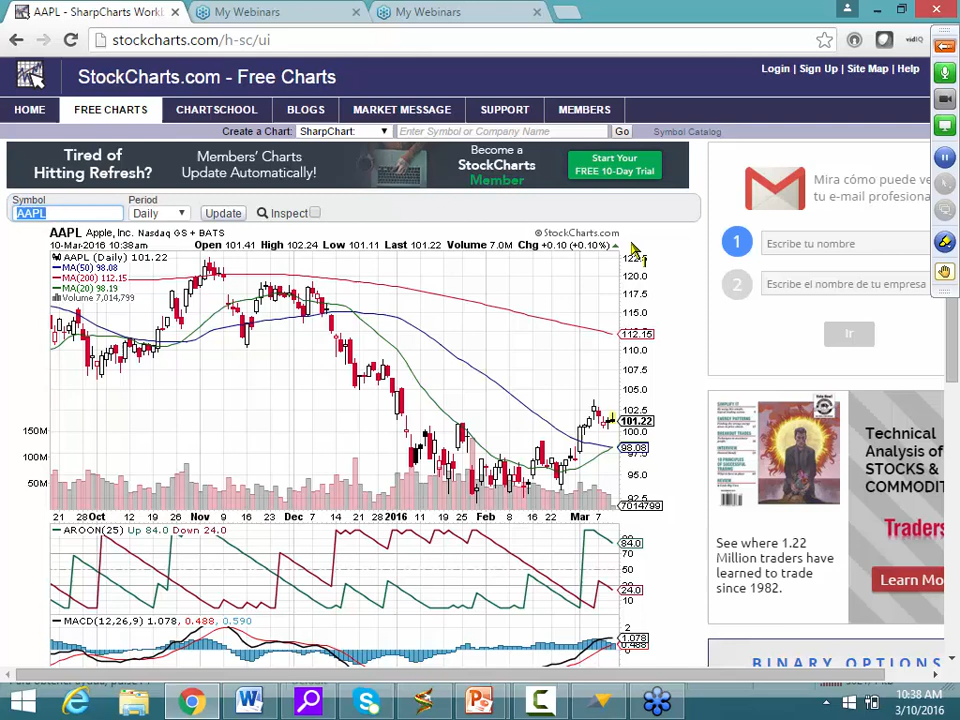 AAPL - SharpCharts Workl
My Webinars
My Webinars
stockcharts.com/h-sc/ui
vidIQ
StockCharts.com - Free Charts
Login | Sign Up | Site Map | Help
HOME
FREE CHARTS
CHARTSCHOOL
BLOGS
MARKET MESSAGE
SUPPORT
MEMBERS
Create a Chart: SharpChart:
Enter Symbol or Company Name
Go
Symbol Catalog
Tired of
Hitting Refresh?
Members' Charts
Update Automatically!
Become a
StockCharts
Member
Start Your
FREE 10-Day Trial
Mira cómo puede ve
tu e-mail profesiona
1
Escribe tu nombre
2
Escribe el nombre de tu empresa
Ir
Symbol
Period
AAPL
Daily
Update
Inspect
AAPL Apple, Inc. Nasdaq GS + BATS
© StockCharts.com
10-Mar-2016 10:38am
Open 101.41 High 102.24 Low 101.11 Last 101.22 Volume 7.0M Chg +0.10 (+0.10%)
AAPL (Daily) 101.22
MA(50) 98.08
MA(200) 112.15
MA(20) 98.19
Volume 7,014,799
120.0
117.5
115.0
112.15
110.0
107.5
105.0
102.5
101.22
100.0
98.08
95.0
92.5
7014799
150M
100M
50M
21 28 Oct 12 19 26 Nov 9 16 23 Dec 7 14 21 28 2016 11 19 25 Feb 8 16 22 Mar 7
AROON(25) Up 84.0 Down 24.0
84.0
70
50
24.0
10
MACD(12,26,9) 1.078, 0.488, 0.590
2
1.078
0.488
See where 1.22
Million traders have
learned to trade
since 1982.
Technical
Analysis of
STOCKS &
COMMODIT
Traders
Learn Mo
BINARY OPTIONS
10:38 AM
3/10/2016